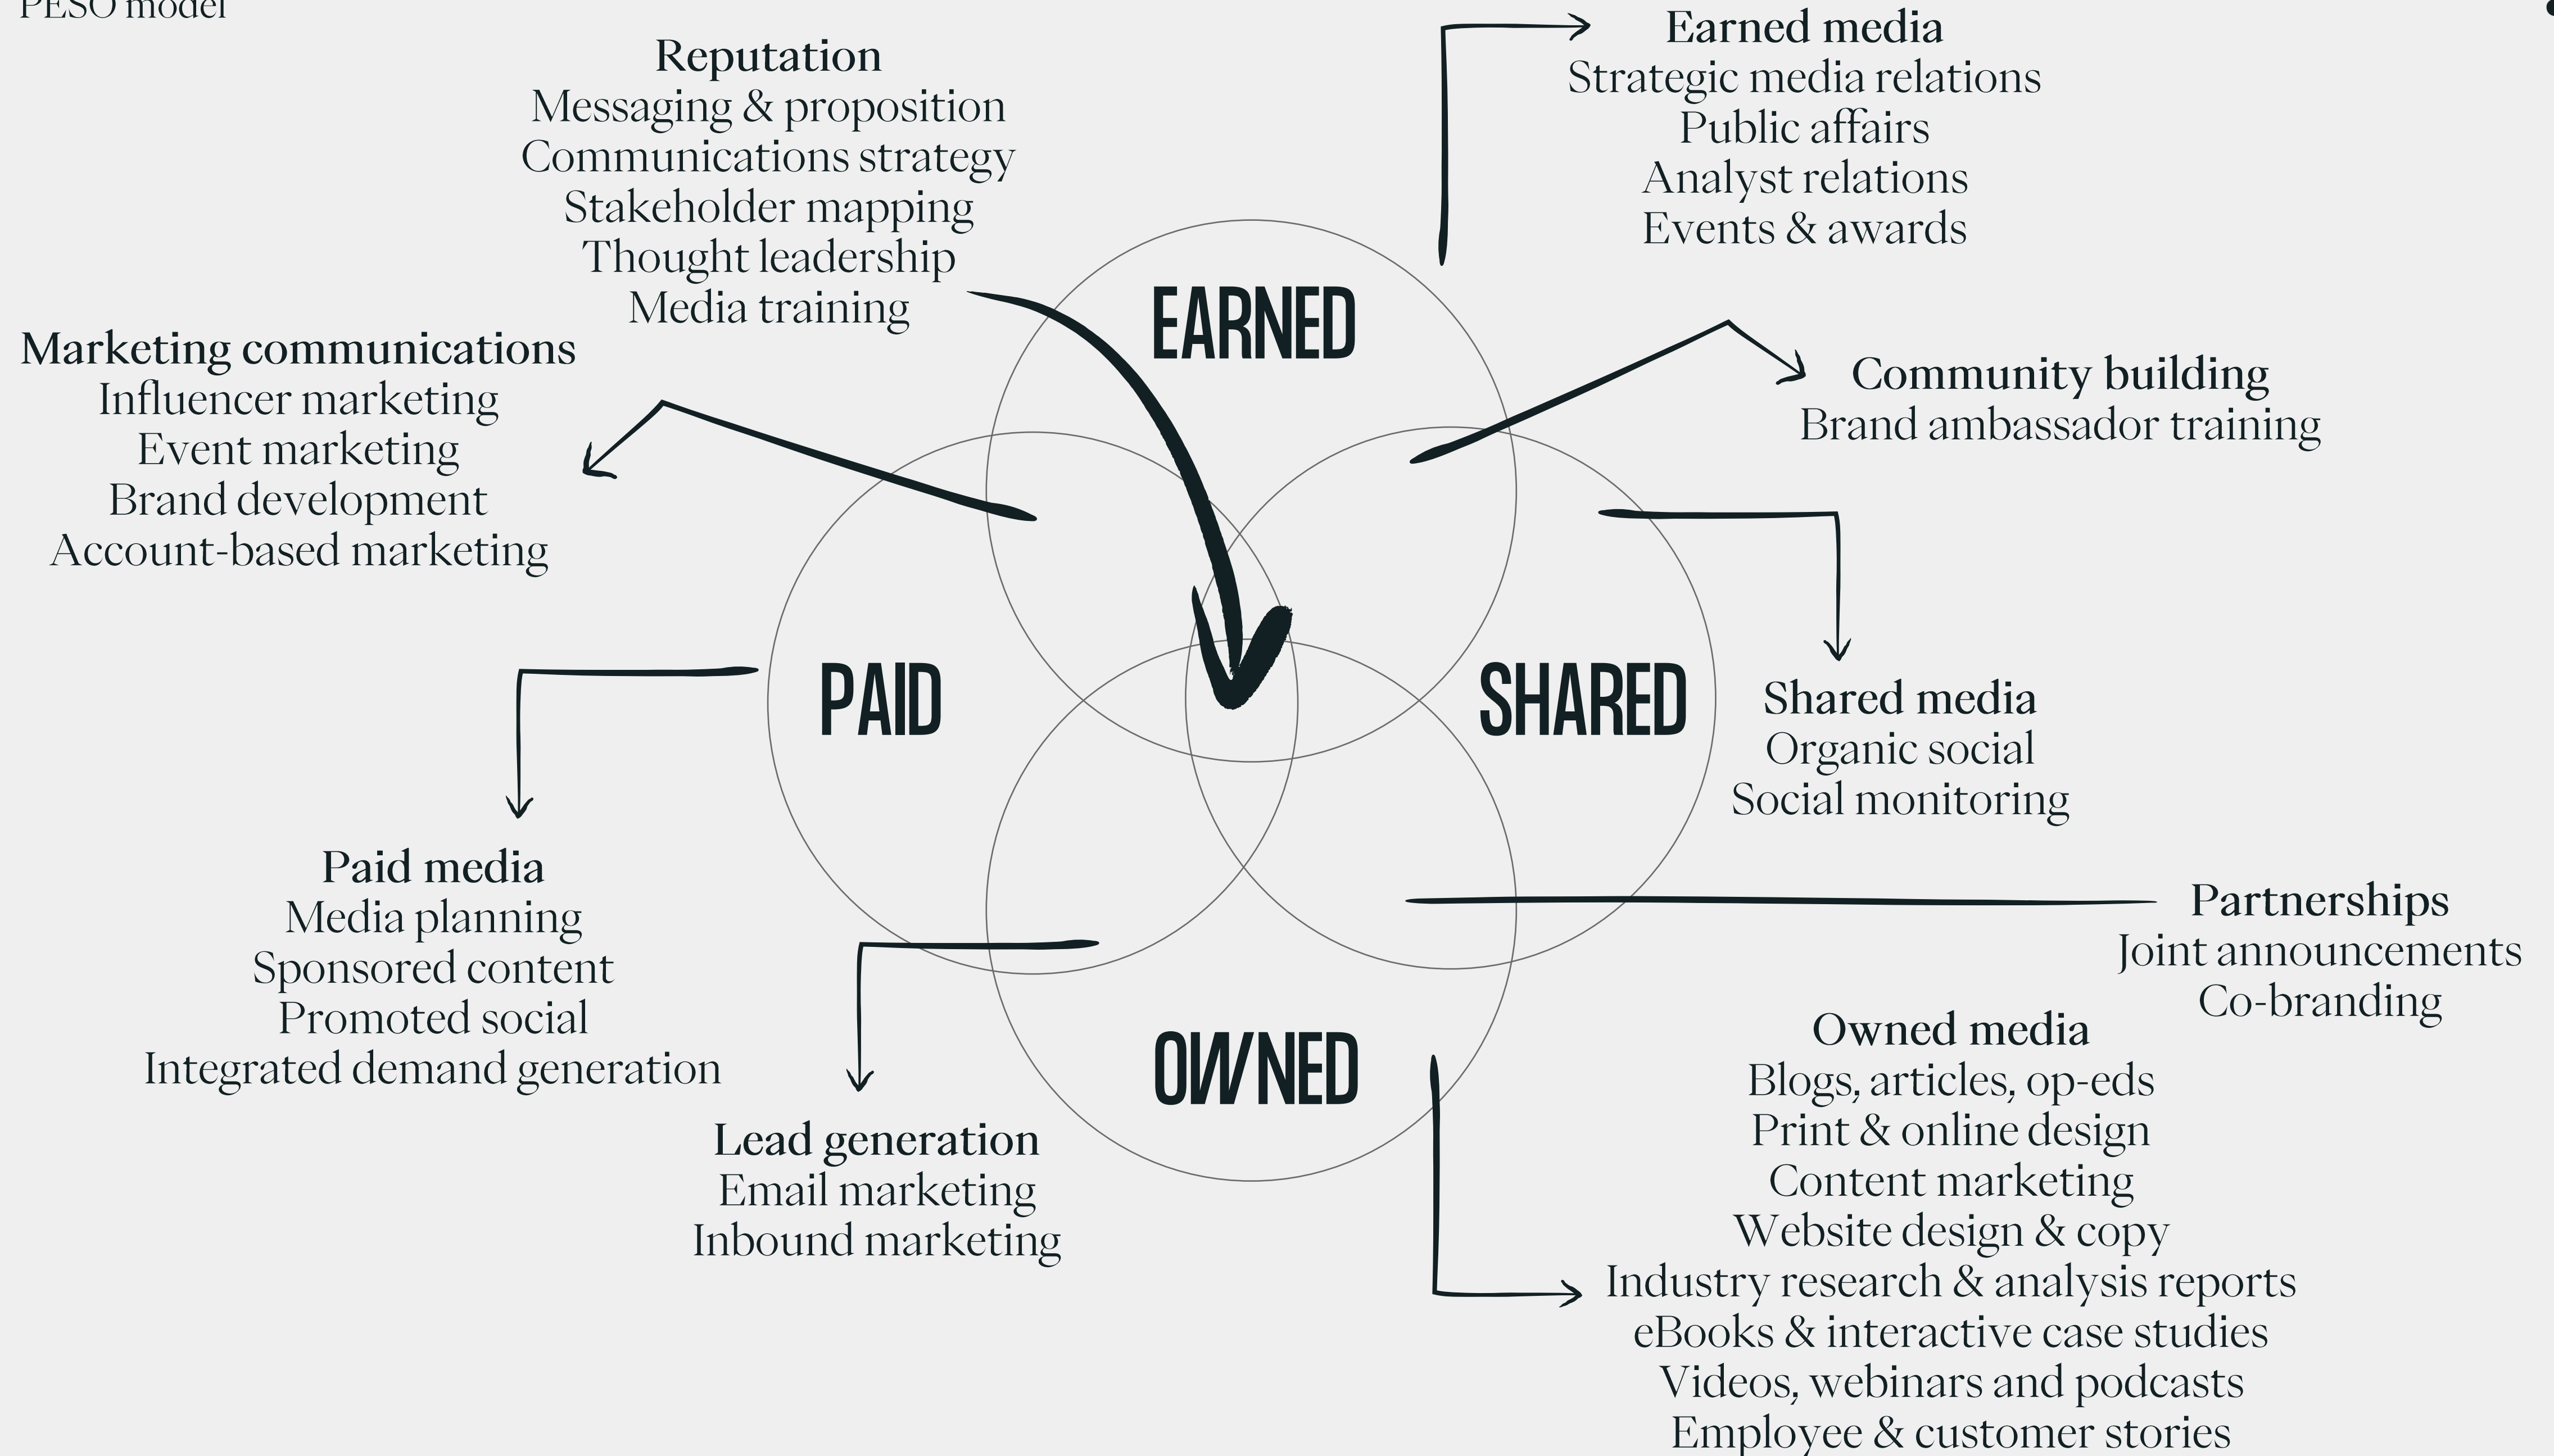 PESO model
Reputation
Messaging & proposition
Communications strategy
Stakeholder mapping
Thought leadership
Media training
Earned media
Strategic media relations
Public affairs
Analyst relations
Events & awards
Marketing communications
Influencer marketing
Event marketing
Brand development
Account-based marketing
EARNED
Community building
Brand ambassador training
PAID
SHARED
Shared media
Organic social
Social monitoring
Paid media
Media planning
Sponsored content
Promoted social
Integrated demand generation
Partnerships
Joint announcements
Co-branding
OWNED
Lead generation
Email marketing
Inbound marketing
Owned media
Blogs, articles, op-eds
Print & online design
Content marketing
Website design & copy
Industry research & analysis reports
eBooks & interactive case studies
Videos, webinars and podcasts
Employee & customer stories